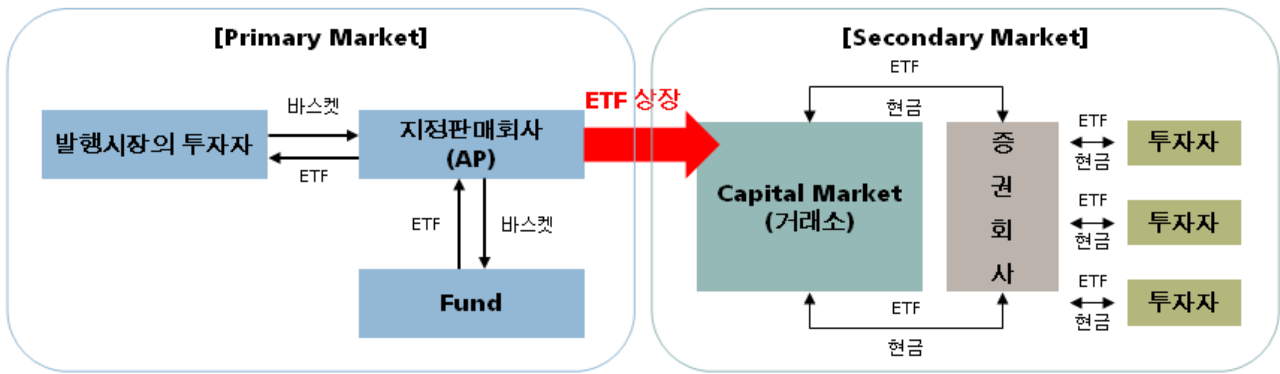 [Primary Market]
발행시장의 투자자
바스켓
ETF
지정판매회사
(AP)
ETF
바스켓
Fund
ETF 상장
[Secondary Market]
ETF
현금
Capital Market
(거래소)
증
권
회
사
ETF
현금
ETF
현금
투자자
ETF
현금
투자자
ETF
현금
투자자